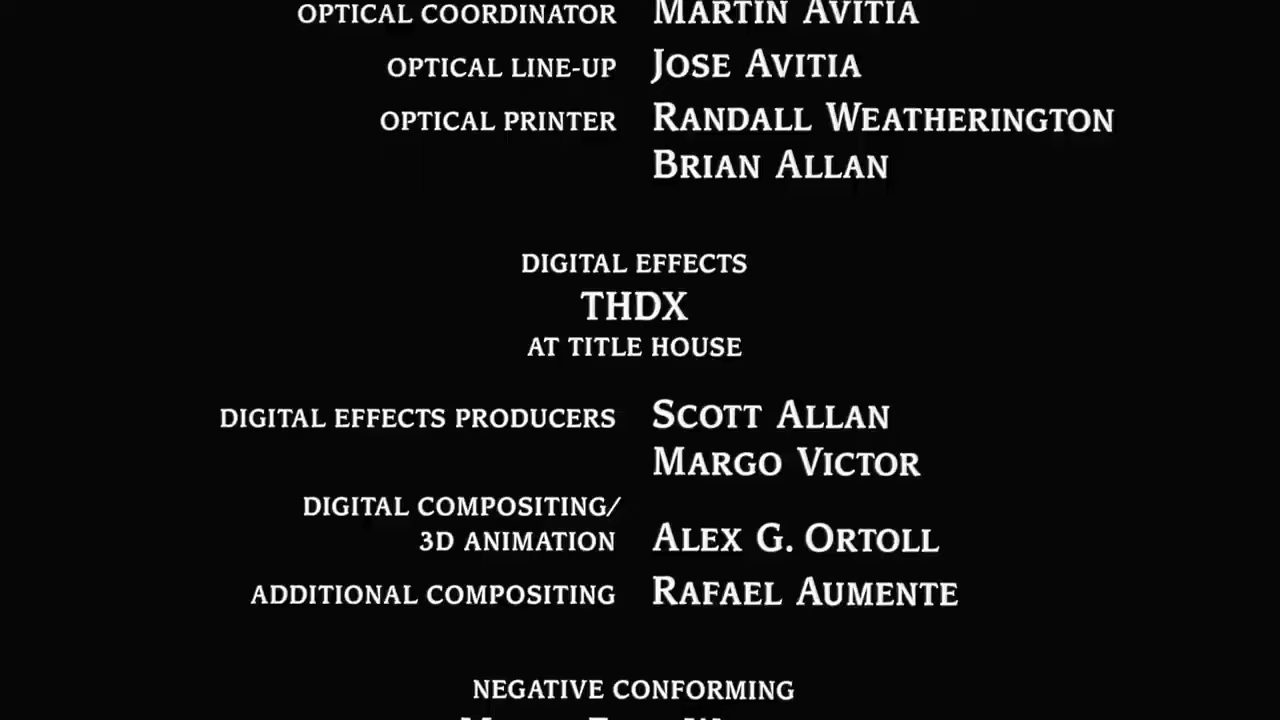 OPTICAL COORDINATOR MARTIN AVITIA
OPTICAL LINE-UP JOSE AVITIA
OPTICAL PRINTER RANDALL WEATHERINGTON
BRIAN ALLAN
DIGITAL EFFECTS
THDX
AT TITLE HOUSE
DIGITAL EFFECTS PRODUCERS SCOTT ALLAN
MARGO VICTOR
DIGITAL COMPOSITING/
3D ANIMATION ALEX G. ORTOLL
ADDITIONAL COMPOSITING RAFAEL AUMENTE
NEGATIVE CONFORMING